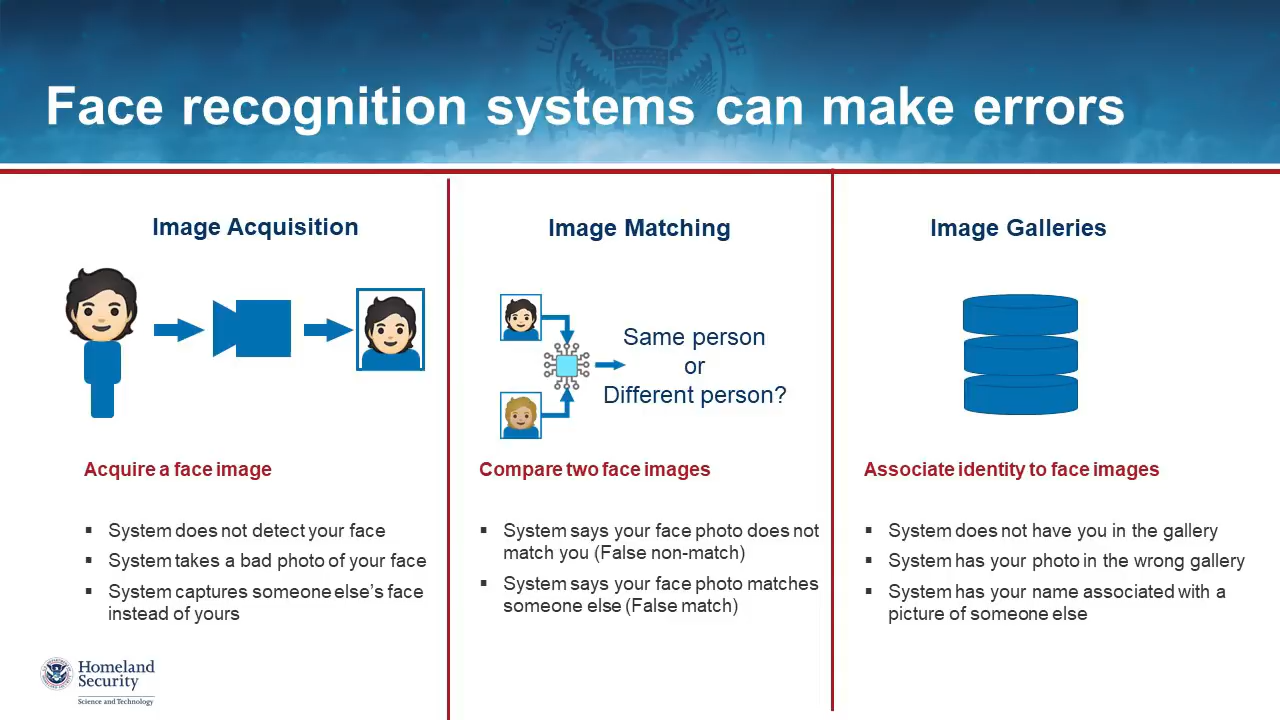 Face recognition systems can make errors
Image Acquisition
Acquire a face image
▪ System does not detect your face
▪ System takes a bad photo of your face
▪ System captures someone else’s face
instead of yours
Image Matching
Same person
or
Different person?
Compare two face images
▪ System says your face photo does not
match you (False non-match)
▪ System says your face photo matches
someone else (False match)
Image Galleries
Associate identity to face images
▪ System does not have you in the gallery
▪ System has your photo in the wrong gallery
▪ System has your name associated with a
picture of someone else
Homeland
Security
Science and Technology